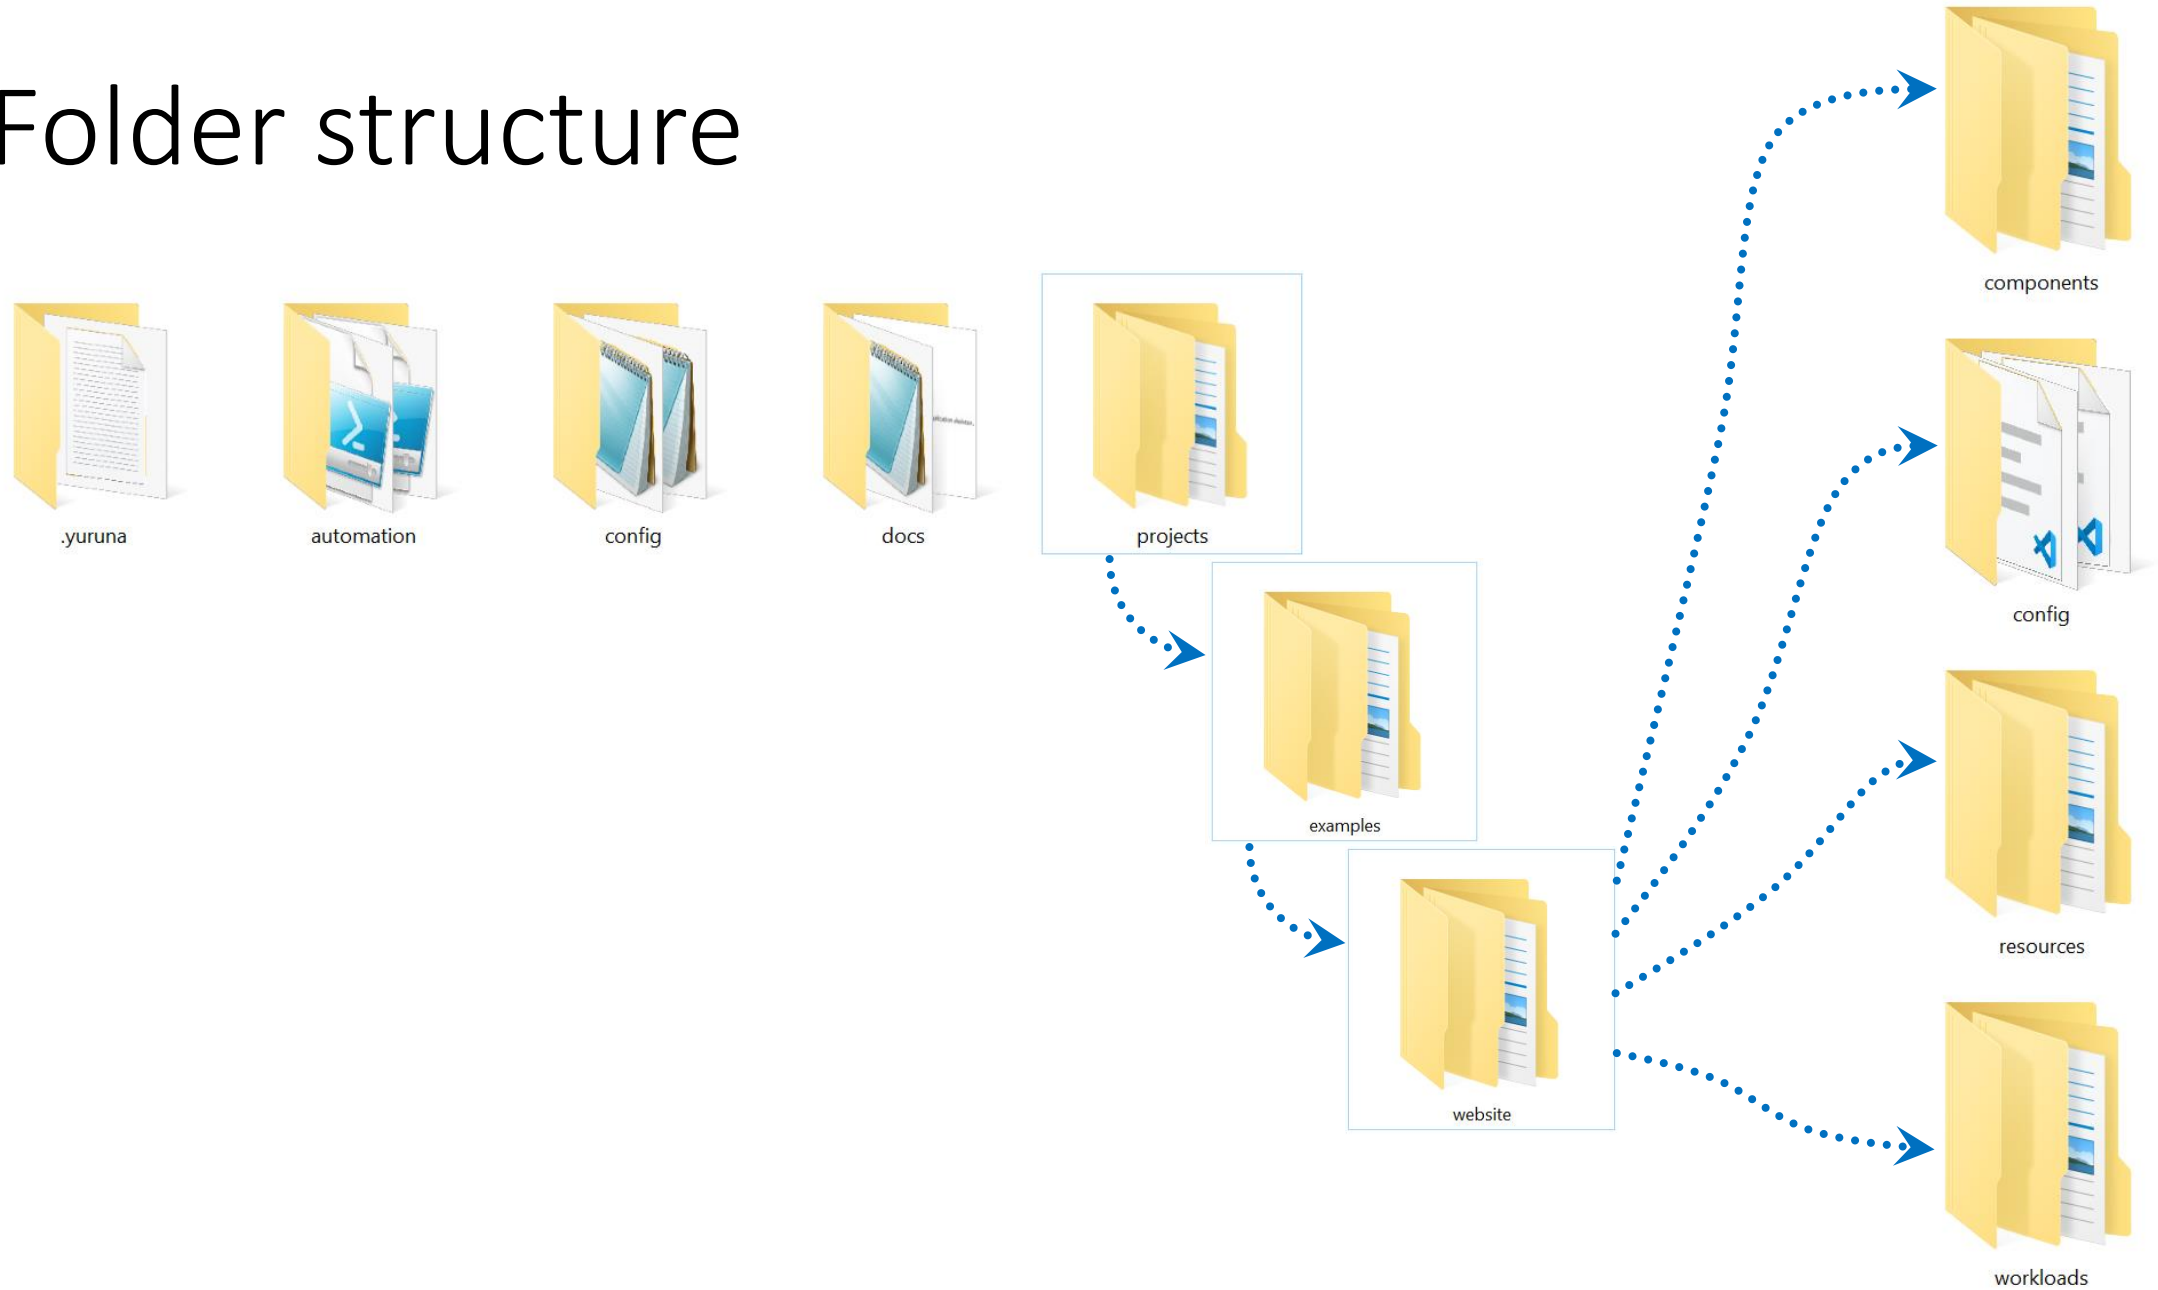 Folder structure
.yuruna
automation
config
docs
projects
examples
website
components
config
resources
workloads